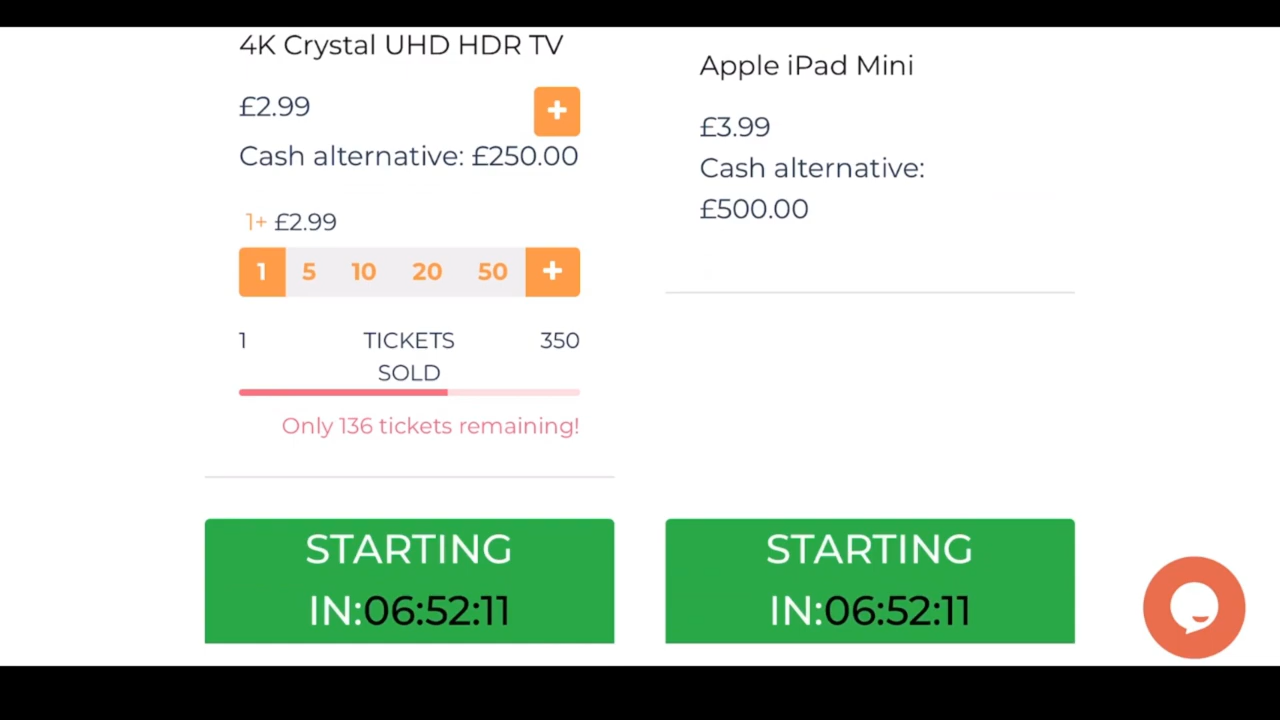 4K Crystal UHD HDR TV
£2.99
+
Cash alternative: £250.00
1+ £2.99
1 5 10 20 50 +
1 TICKETS 350
SOLD
Only 136 tickets remaining!
STARTING
IN:06:52:11
Apple iPad Mini
£3.99
Cash alternative:
£500.00
STARTING
IN:06:52:11